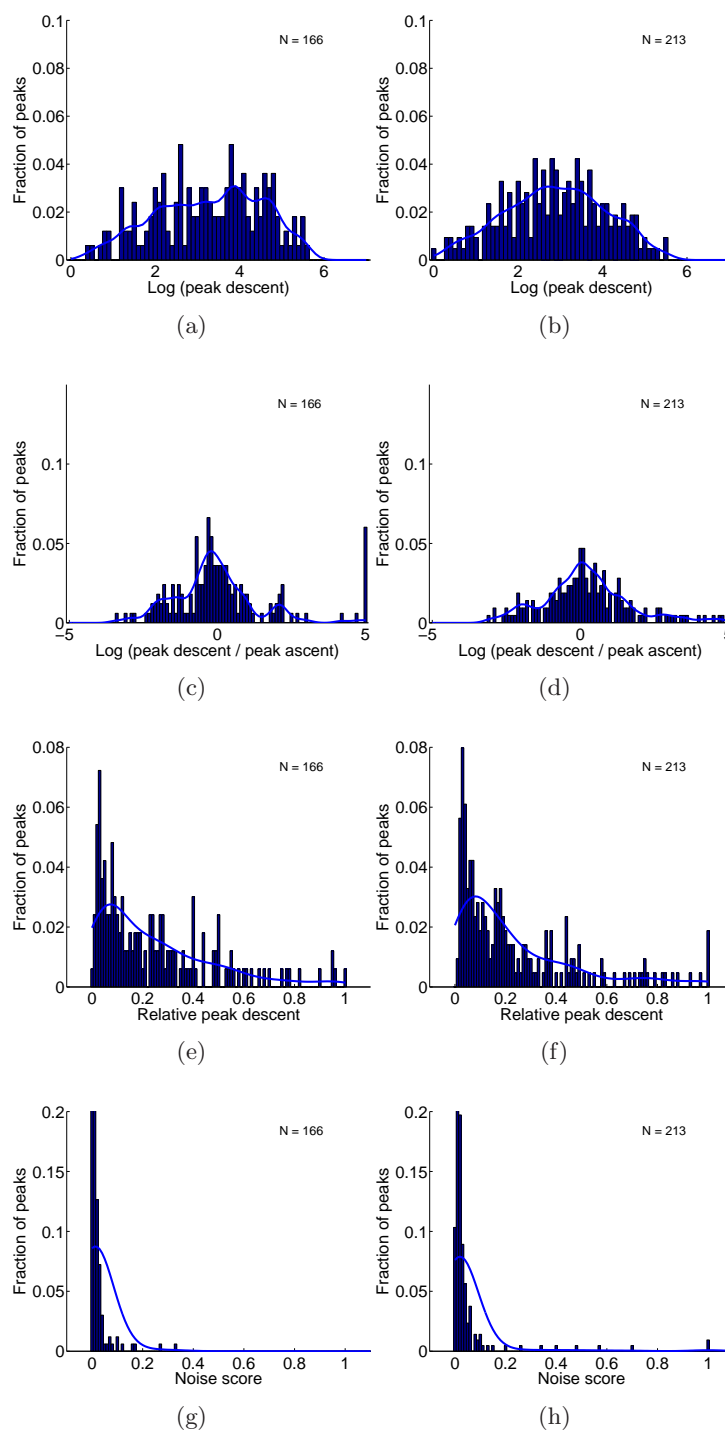 0.1
0.08
0.06
0.04
0.02
0
Fraction of peaks
N = 166
0 2 4 6
Log (peak descent)
(a)
0.1
0.08
0.06
0.04
0.02
0
Fraction of peaks
N = 213
0 2 4 6
Log (peak descent)
(b)
0.1
0.05
0
Fraction of peaks
N = 166
−5 0 5
Log (peak descent / peak ascent)
(c)
0.1
0.05
0
Fraction of peaks
N = 213
−5 0 5
Log (peak descent / peak ascent)
(d)
0.08
0.06
0.04
0.02
0
Fraction of peaks
N = 166
0 0.2 0.4 0.6 0.8 1
Relative peak descent
(e)
0.08
0.06
0.04
0.02
0
Fraction of peaks
N = 213
0 0.2 0.4 0.6 0.8 1
Relative peak descent
(f)
0.2
0.15
0.1
0.05
0
Fraction of peaks
N = 166
0 0.2 0.4 0.6 0.8 1
Noise score
(g)
0.2
0.15
0.1
0.05
0
Fraction of peaks
N = 213
0 0.2 0.4 0.6 0.8 1
Noise score
(h)